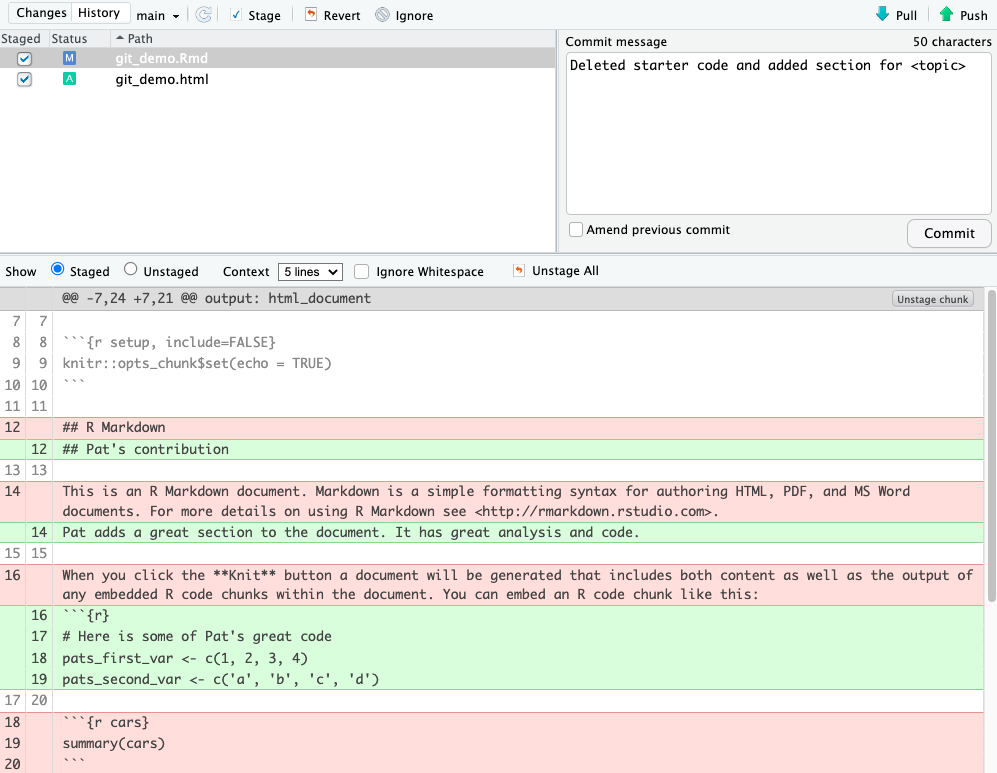 Changes History main Stage Revert Ignore Pull Push
Staged Status Path
M git_demo.Rmd
A git_demo.html
Commit message 50 characters
Deleted starter code and added section for <topic>
Amend previous commit Commit
Show Staged Unstaged Context 5 lines Ignore Whitespace Unstage All
@@ -7,24 +7,21 @@ output: html_document Unstage chunk
7 7
8 8 ```{r setup, include=FALSE}
9 9 knitr::opts_chunk$set(echo = TRUE)
10 10 ```
11 11
12 ## R Markdown
12 ## Pat's contribution
13 13
14 This is an R Markdown document. Markdown is a simple formatting syntax for authoring HTML, PDF, and MS Word
documents. For more details on using R Markdown see <http://rmarkdown.rstudio.com>.
14 Pat adds a great section to the document. It has great analysis and code.
15 15
16 When you click the **Knit** button a document will be generated that includes both content as well as the output of
any embedded R code chunks within the document. You can embed an R code chunk like this:
16 ```{r}
17 # Here is some of Pat's great code
18 pats_first_var <- c(1, 2, 3, 4)
19 pats_second_var <- c('a', 'b', 'c', 'd')
17 20
18 ```{r cars}
19 summary(cars)
20 ```